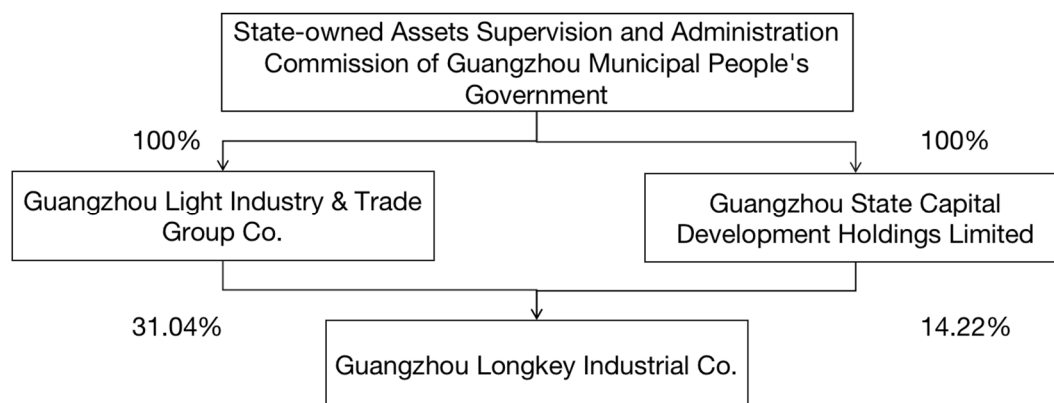 State-owned Assets Supervision and Administration
Commission of Guangzhou Municipal People's
Government
100%
100%
Guangzhou Light Industry & Trade
Group Co.
Guangzhou State Capital
Development Holdings Limited
31.04%
14.22%
Guangzhou Longkey Industrial Co.